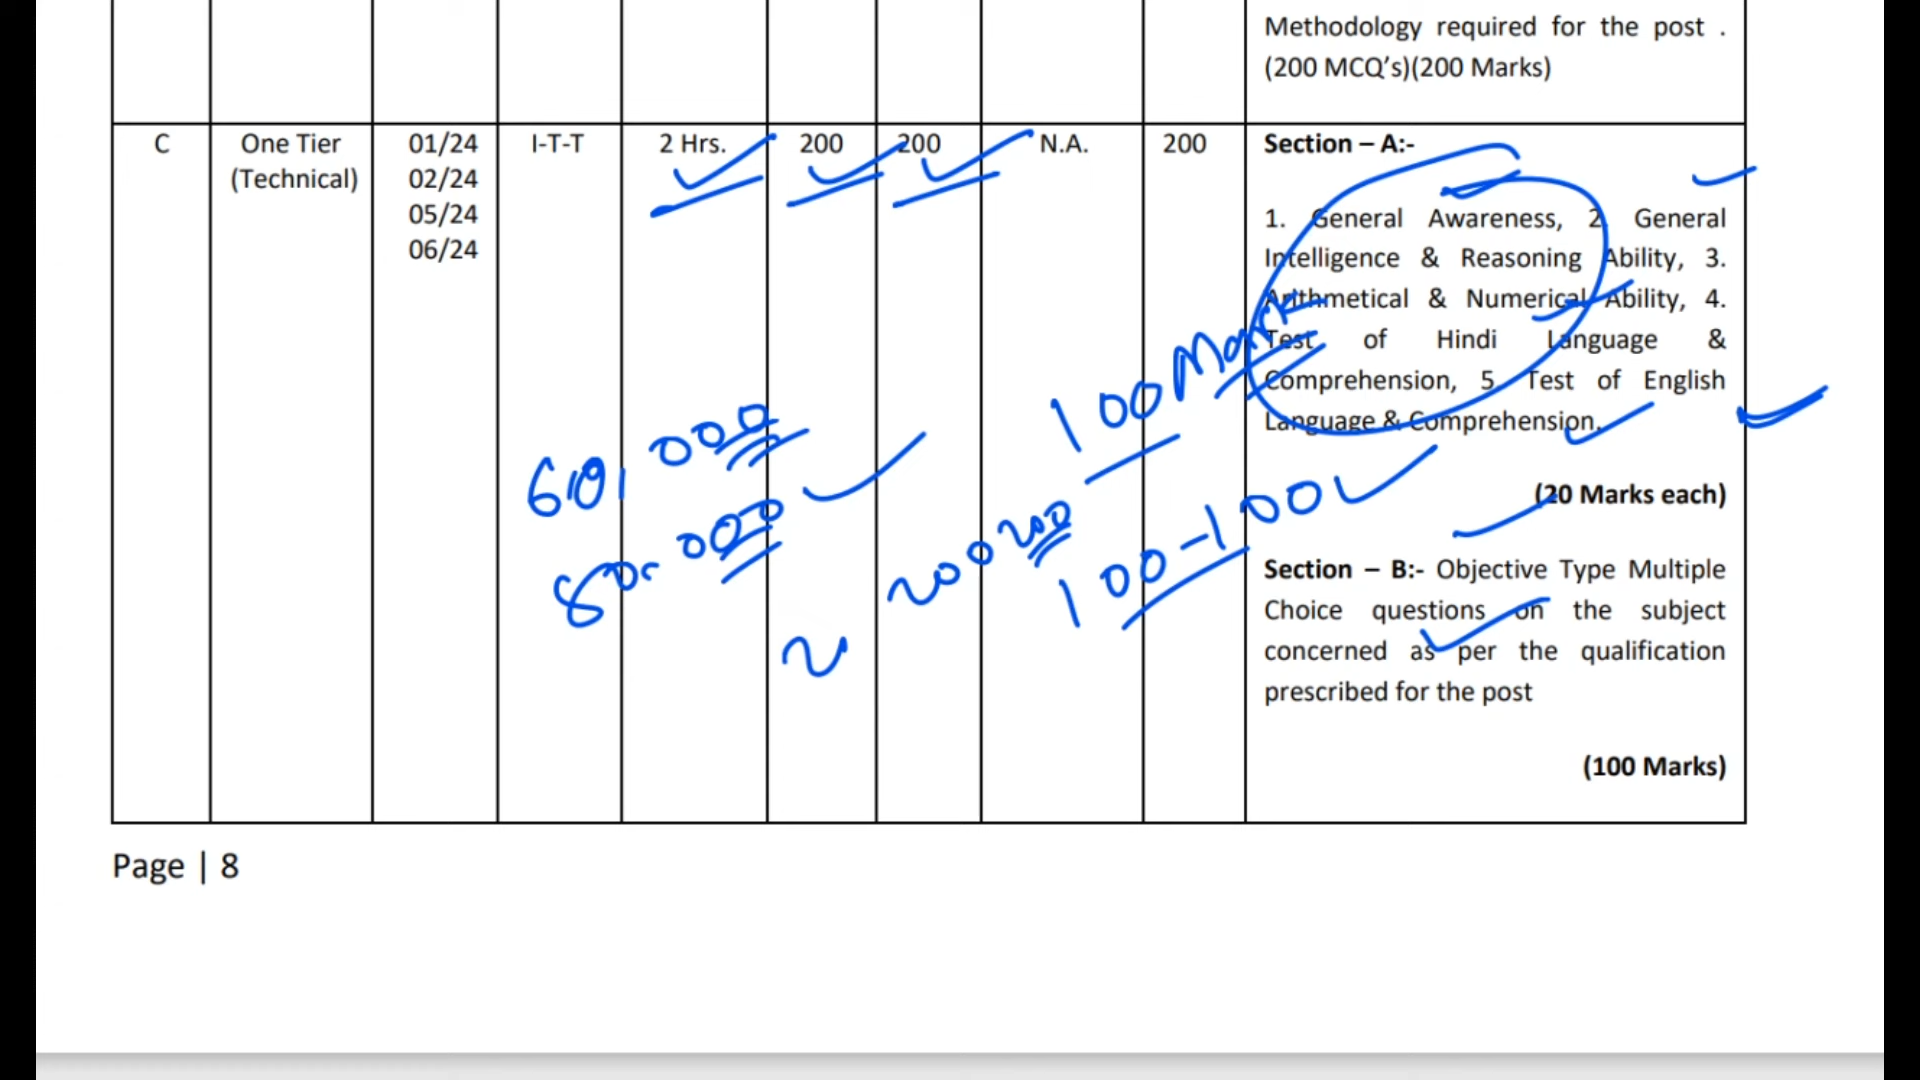 Methodology required for the post .
(200 MCQ's)(200 Marks)
C
One Tier
(Technical)
01/24
02/24
05/24
06/24
I-T-T
2 Hrs.
200
200
N.A.
200
Section – A:-
1. General Awareness, 2. General
Intelligence & Reasoning Ability, 3.
Arithmetical & Numerical Ability, 4.
Test of Hindi Language &
Comprehension, 5. Test of English
Language & Comprehension.
(20 Marks each)
Section – B:- Objective Type Multiple
Choice questions on the subject
concerned as per the qualification
prescribed for the post
(100 Marks)
100 Mark
100-100
Page | 8